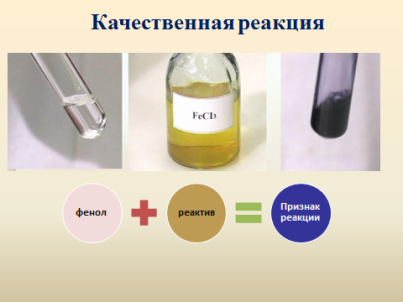 Качественная реакция
FeCl₃
фенол
реактив
Признак
реакции